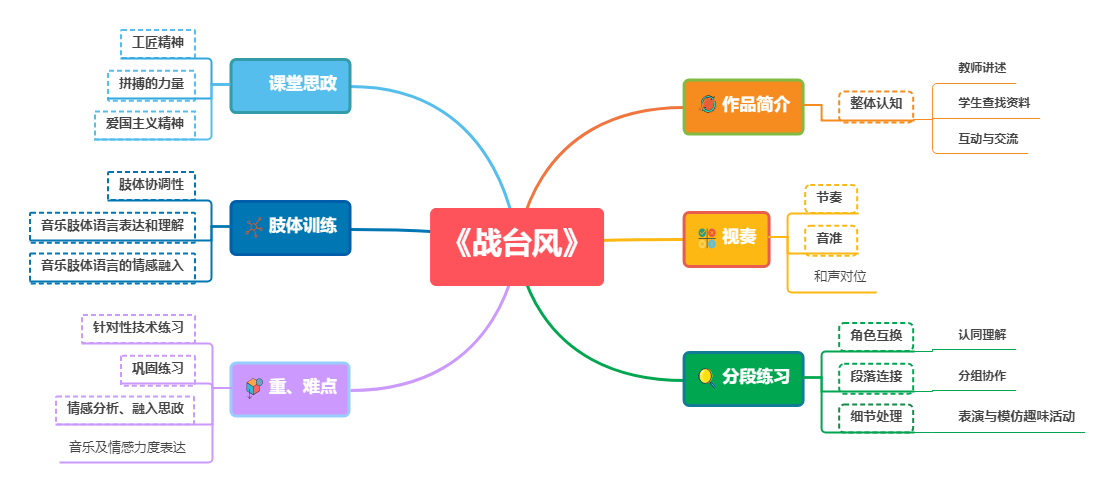 《战台风》
作品简介
整体认知
教师讲述
学生查找资料
互动与交流
视奏
节奏
音准
和声对位
分段练习
角色互换
认同理解
段落连接
分组协作
细节处理
表演与模仿趣味活动
课堂思政
工匠精神
拼搏的力量
爱国主义精神
肢体训练
肢体协调性
音乐肢体语言表达和理解
音乐肢体语言的情感融入
重、难点
针对性技术练习
巩固练习
情感分析、融入思政
音乐及情感力度表达